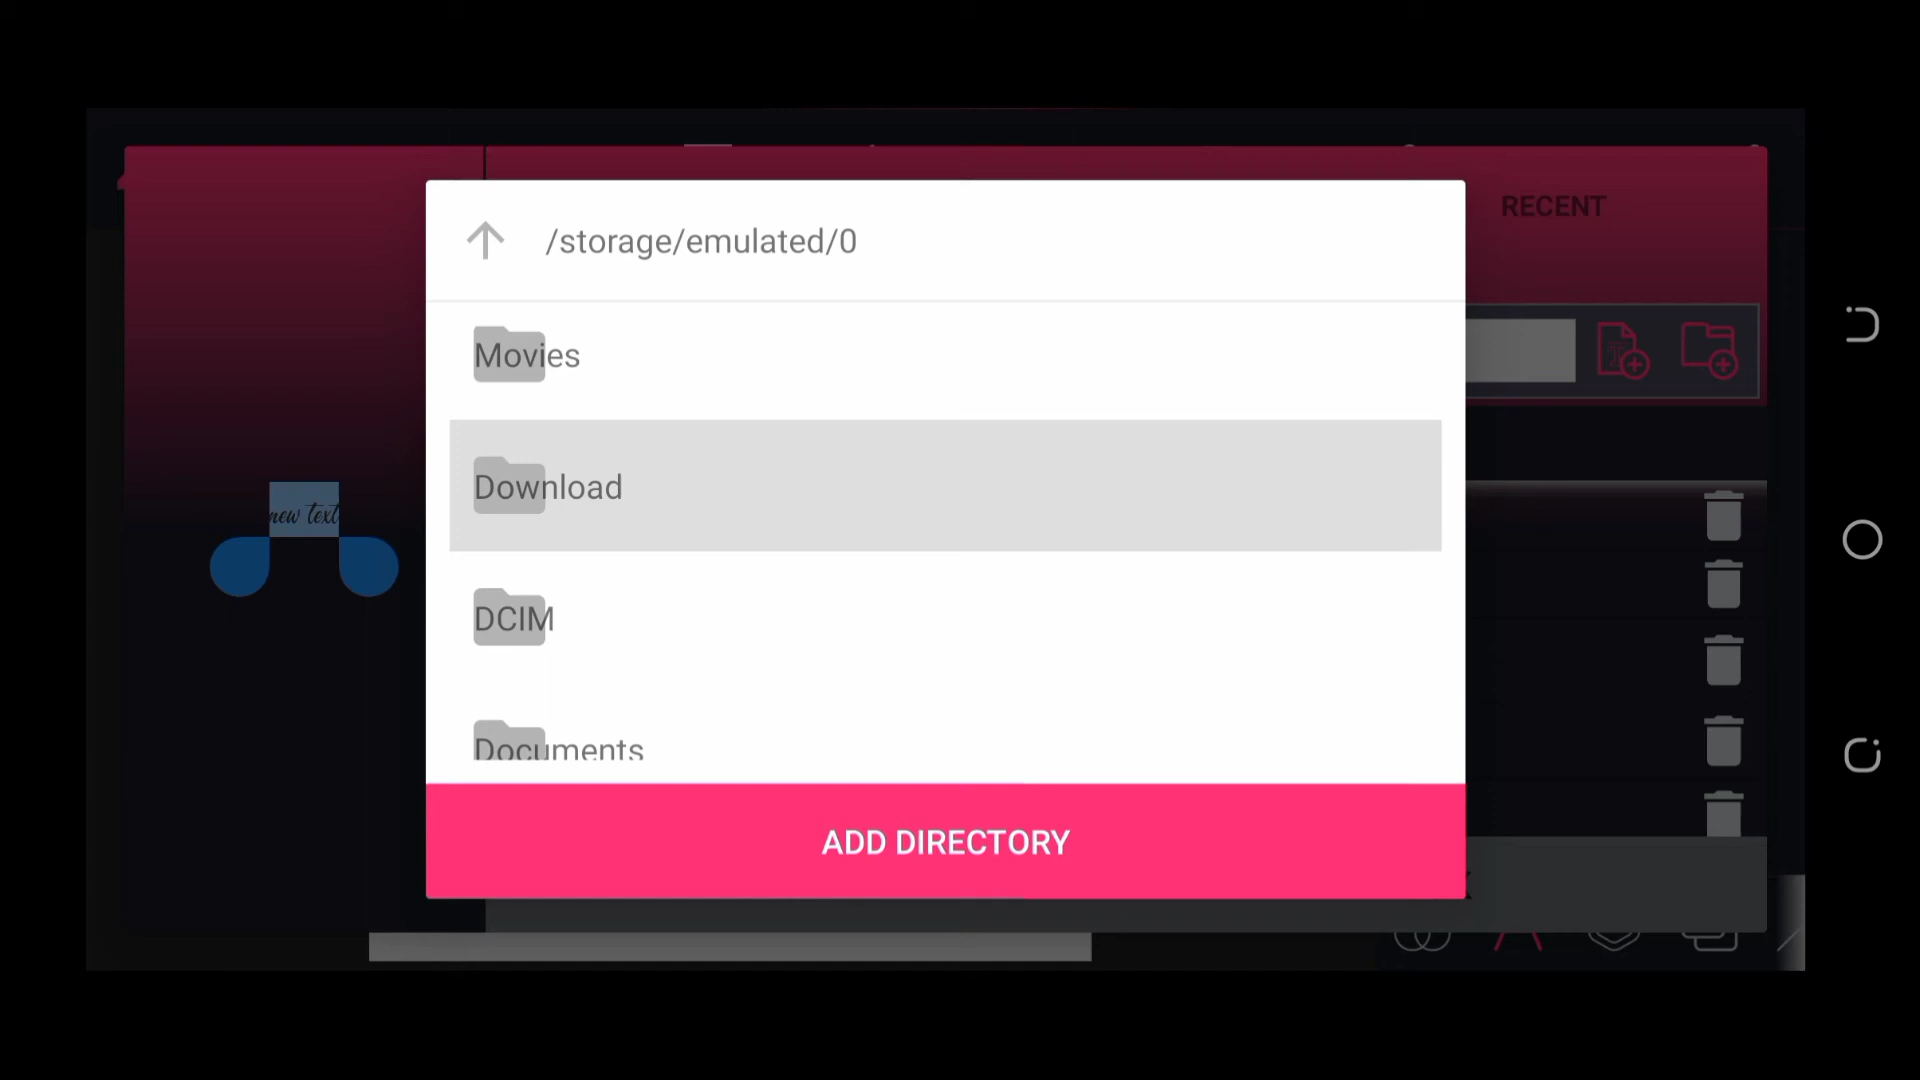 RECENT
/storage/emulated/0
Movies
Download
new text
DCIM
Documents
ADD DIRECTORY